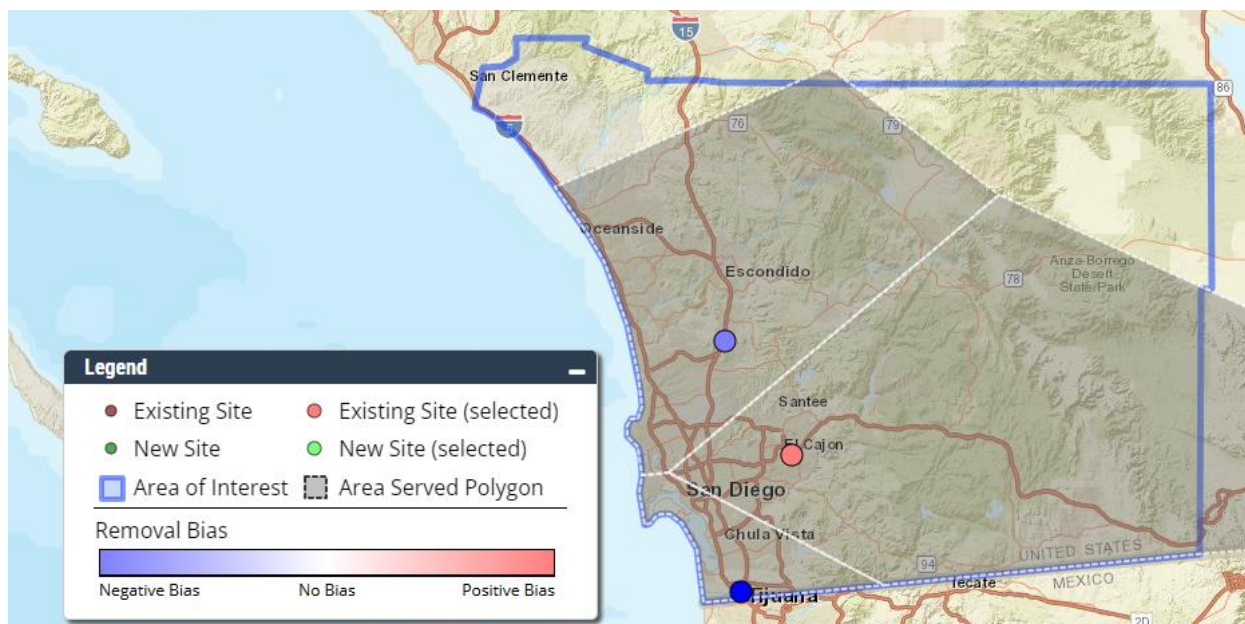 15
San Clemente
86
5
76
79
Oceanside
Escondido
Anza-Borrego
Desert
State/Park
78
Santee
El Cajon
San Diego
Chula Vista
94
UNITED STATES
MEXICO
Tecate
Tijuana
2D
Legend
Existing Site
Existing Site (selected)
New Site
New Site (selected)
Area of Interest
Area Served Polygon
Removal Bias
Negative Bias
No Bias
Positive Bias